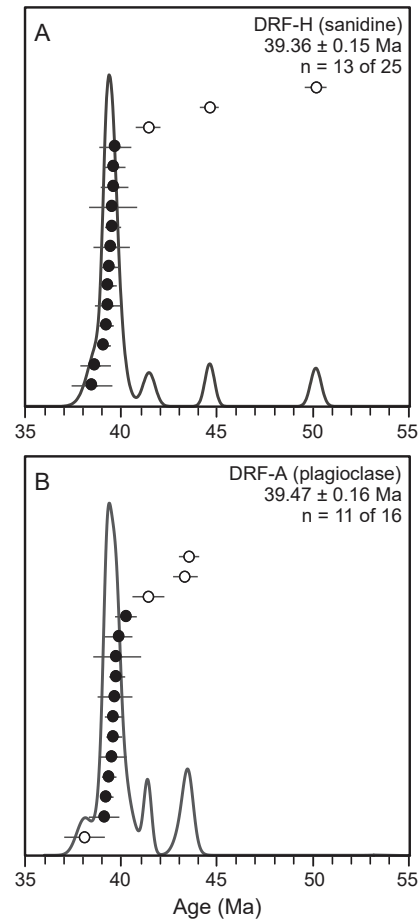 A
DRF-H (sanidine)
39.36 ± 0.15 Ma
n = 13 of 25
35 40 45 50 55
B
DRF-A (plagioclase)
39.47 ± 0.16 Ma
n = 11 of 16
35 40 45 50 55
Age (Ma)